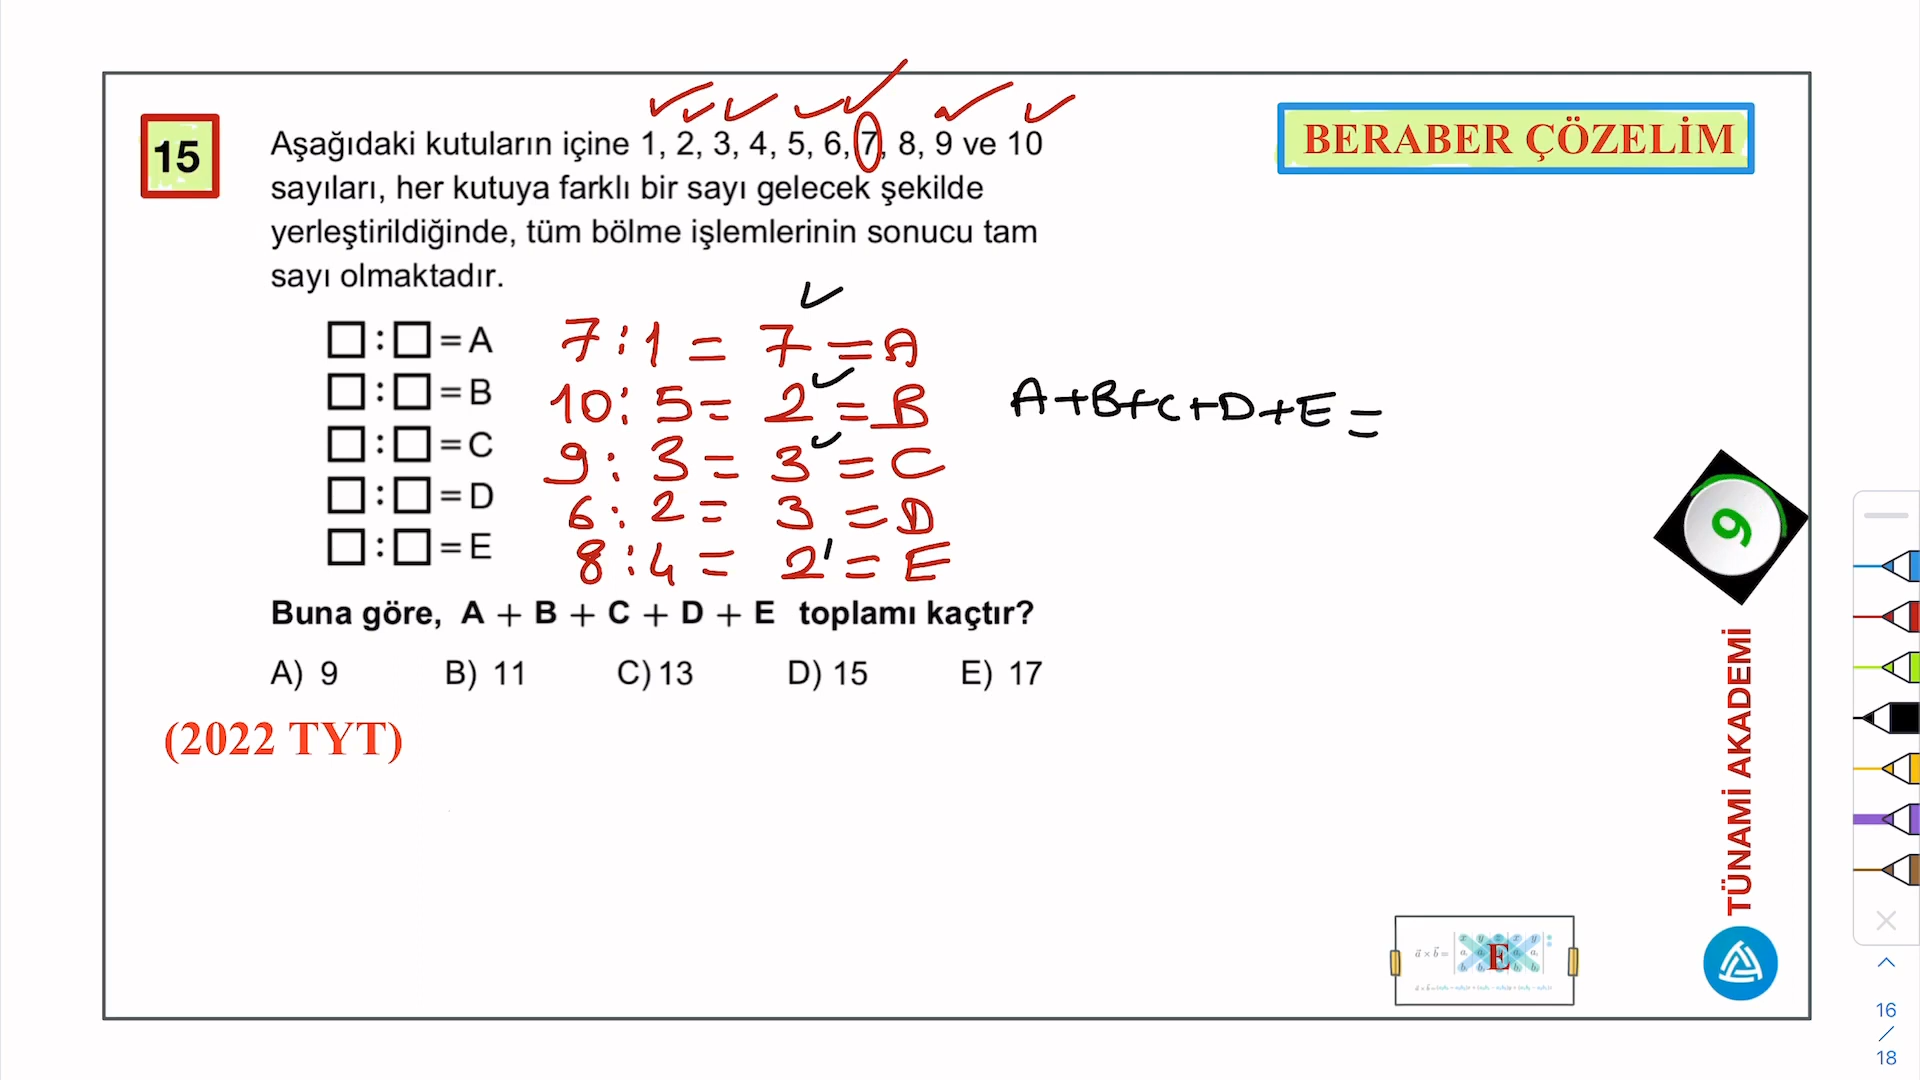 15
Aşağıdaki kutuların içine 1, 2, 3, 4, 5, 6, 7, 8, 9 ve 10
sayıları, her kutuya farklı bir sayı gelecek şekilde
yerleştirildiğinde, tüm bölme işlemlerinin sonucu tam
sayı olmaktadır.
BERABER ÇÖZELİM
□ : □ = A
□ : □ = B
□ : □ = C
□ : □ = D
□ : □ = E
7 : 1 = 7 = A
10 : 5 = 2 = B
9 : 3 = 3 = C
6 : 2 = 3 = D
8 : 4 = 2 = E
A+B+C+D+E =
Buna göre, A + B + C + D + E toplamı kaçtır?
A) 9 B) 11 C) 13 D) 15 E) 17
(2022 TYT)
9
TÜNAMİ AKADEMİ
E
16
/
18